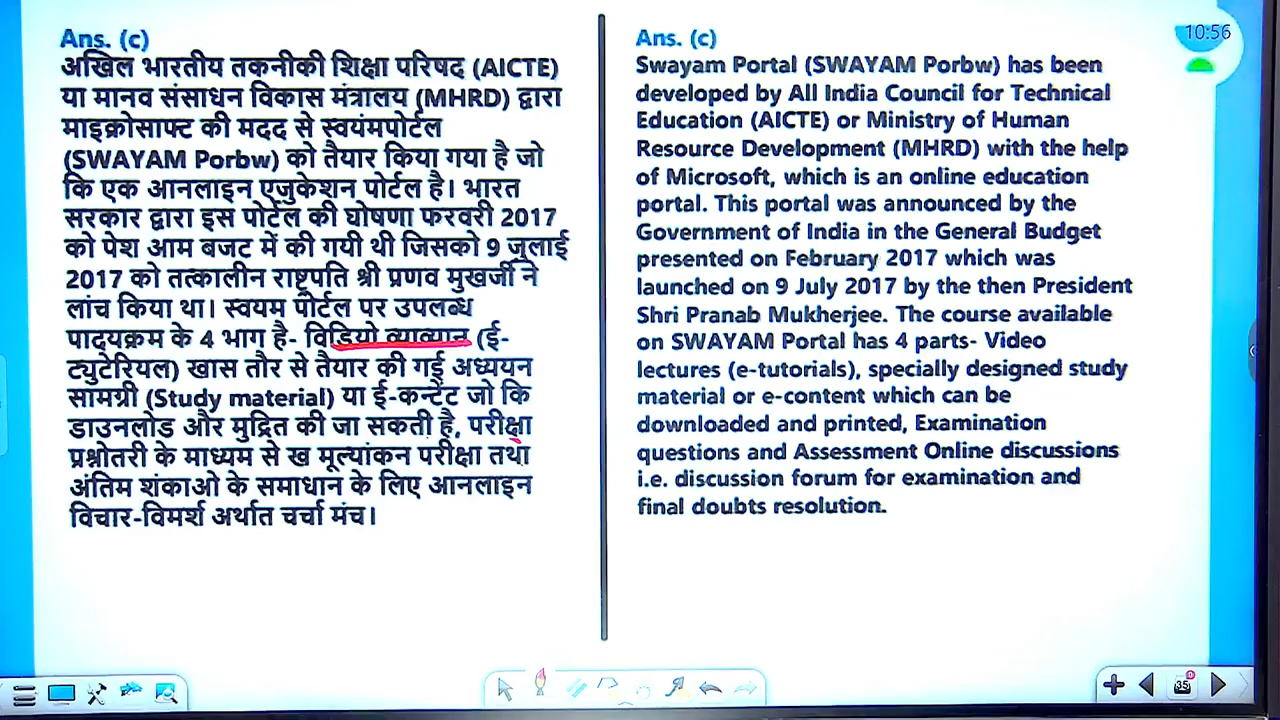 Ans. (c)
अखिल भारतीय तकनीकी शिक्षा परिषद (AICTE)
या मानव संसाधन विकास मंत्रालय (MHRD) द्वारा
माइक्रोसाफ्ट की मदद से स्वयंमपोर्टल
(SWAYAM Porbw) को तैयार किया गया है जो
कि एक आनलाइन एजुकेशन पोर्टल है। भारत
सरकार द्वारा इस पोर्टल की घोषणा फरवरी 2017
को पेश आम बजट में की गयी थी जिसको 9 जुलाई
2017 को तत्कालीन राष्ट्रपति श्री प्रणव मुखर्जी ने
लांच किया था। स्वयम पोर्टल पर उपलब्ध
पाद्यक्रम के 4 भाग है- विडियो व्याव्यान (ई-
ट्युटेरियल) खास तौर से तैयार की गई अध्ययन
सामग्री (Study material) या ई-कन्टेंट जो कि
डाउनलोड और मुद्रित की जा सकती है, परीक्षा
प्रश्नोतरी के माध्यम से ख मूल्यांकन परीक्षा तथा
अंतिम शंकाओ के समाधान के लिए आनलाइन
विचार-विमर्श अर्थात चर्चा मंच।
Ans. (c)
Swayam Portal (SWAYAM Porbw) has been
developed by All India Council for Technical
Education (AICTE) or Ministry of Human
Resource Development (MHRD) with the help
of Microsoft, which is an online education
portal. This portal was announced by the
Government of India in the General Budget
presented on February 2017 which was
launched on 9 July 2017 by the then President
Shri Pranab Mukherjee. The course available
on SWAYAM Portal has 4 parts- Video
lectures (e-tutorials), specially designed study
material or e-content which can be
downloaded and printed, Examination
questions and Assessment Online discussions
i.e. discussion forum for examination and
final doubts resolution.
10:56
35